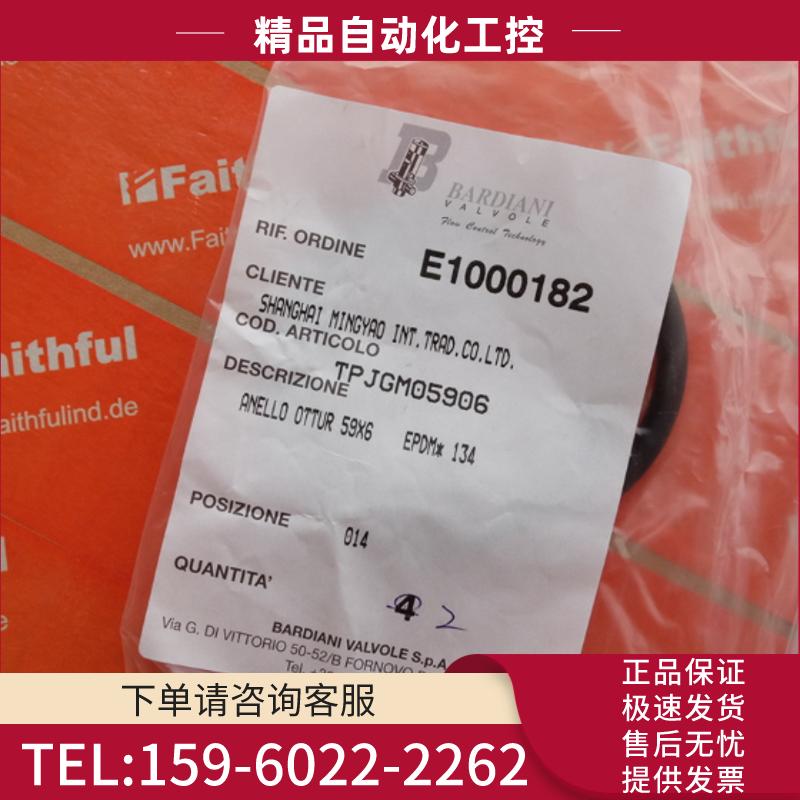 精品自动化工控
Faith
www.Faith
BARDIANI
VALVOLE
Flow Control Technology
RIF. ORDINE
E1000182
CLIENTE
SHANGHAI MINGYAO INT.TRAD.CO.LTD.
COD. ARTICOLO
TPJGM05906
DESCRIZIONE
ANELLO OTTUR 59X6 EPDM* 134
aithful
aithfulind.de
POSIZIONE
014
QUANTITA'
4 2
BARDIANI VALVOLE S.p.A
Via G. DI VITTORIO 50-52/B FORNOVO
Tel.
下单请咨询客服
TEL:159-6022-2262
正品保证
极速发货
售后无忧
提供发票